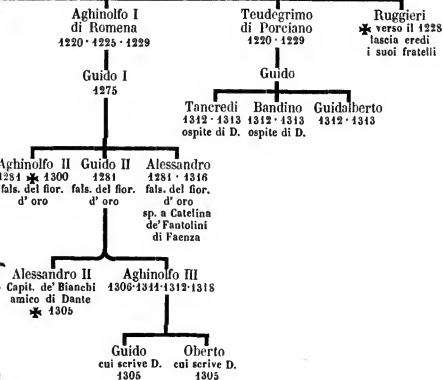 Aghinolfo I
di Romena
1220 · 1225 · 1229
Teudegrimo
di Porciano
1220 · 1229
Ruggieri
✠ verso il 1228
lascia eredi
i suoi fratelli
Guido I
1275
Guido
Tancredi
1312 · 1313
ospite di D.
Bandino
1312 · 1313
ospite di D.
Guidalberto
1312 · 1313
Aghinolfo II
1281 ✠ 1300
fals. del fior.
d' oro
Guido II
1281
fals. del fior.
d' oro
Alessandro
1281 · 1316
fals. del fior.
d' oro
sp. a Catelina
de' Fantolini
di Faenza
Alessandro II
Capit. de' Bianchi
amico di Dante
✠ 1305
Aghinolfo III
1306·1311·1312·1318
Guido
cui scrive D.
1305
Oberto
cui scrive D.
1305